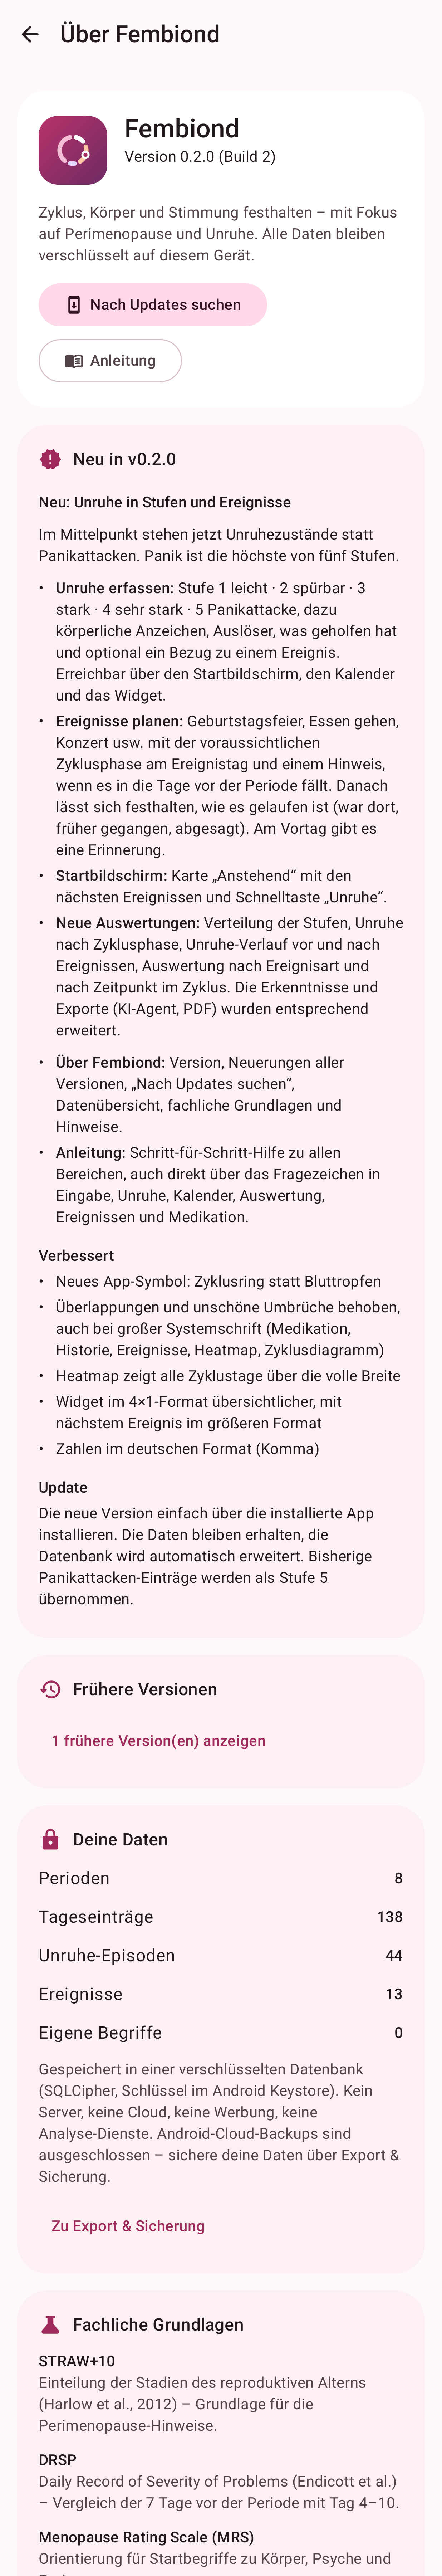 Über Fembiond
Fembiond
Version 0.2.0 (Build 2)
Zyklus, Körper und Stimmung festhalten – mit Fokus
auf Perimenopause und Unruhe. Alle Daten bleiben
verschlüsselt auf diesem Gerät.
Nach Updates suchen
Anleitung
Neu in v0.2.0
Neu: Unruhe in Stufen und Ereignisse
Im Mittelpunkt stehen jetzt Unruhezustände statt
Panikattacken. Panik ist die höchste von fünf Stufen.
• Unruhe erfassen: Stufe 1 leicht · 2 spürbar · 3
stark · 4 sehr stark · 5 Panikattacke, dazu
körperliche Anzeichen, Auslöser, was geholfen hat
und optional ein Bezug zu einem Ereignis.
Erreichbar über den Startbildschirm, den Kalender
und das Widget.
• Ereignisse planen: Geburtstagsfeier, Essen gehen,
Konzert usw. mit der voraussichtlichen
Zyklusphase am Ereignistag und einem Hinweis,
wenn es in die Tage vor der Periode fällt. Danach
lässt sich festhalten, wie es gelaufen ist (war dort,
früher gegangen, abgesagt). Am Vortag gibt es
eine Erinnerung.
• Startbildschirm: Karte „Anstehend“ mit den
nächsten Ereignissen und Schnelltaste „Unruhe“.
• Neue Auswertungen: Verteilung der Stufen, Unruhe
nach Zyklusphase, Unruhe-Verlauf vor und nach
Ereignissen, Auswertung nach Ereignisart und
nach Zeitpunkt im Zyklus. Die Erkenntnisse und
Exporte (KI-Agent, PDF) wurden entsprechend
erweitert.
• Über Fembiond: Version, Neuerungen aller
Versionen, „Nach Updates suchen“,
Datenübersicht, fachliche Grundlagen und
Hinweise.
• Anleitung: Schritt-für-Schritt-Hilfe zu allen
Bereichen, auch direkt über das Fragezeichen in
Eingabe, Unruhe, Kalender, Auswertung,
Ereignissen und Medikation.
Verbessert
• Neues App-Symbol: Zyklusring statt Bluttropfen
• Überlappungen und unschöne Umbrüche behoben,
auch bei großer Systemschrift (Medikation,
Historie, Ereignisse, Heatmap, Zyklusdiagramm)
• Heatmap zeigt alle Zyklustage über die volle Breite
• Widget im 4×1-Format übersichtlicher, mit
nächstem Ereignis im größeren Format
• Zahlen im deutschen Format (Komma)
Update
Die neue Version einfach über die installierte App
installieren. Die Daten bleiben erhalten, die
Datenbank wird automatisch erweitert. Bisherige
Panikattacken-Einträge werden als Stufe 5
übernommen.
Frühere Versionen
1 frühere Version(en) anzeigen
Deine Daten
Perioden 8
Tageseinträge 138
Unruhe-Episoden 44
Ereignisse 13
Eigene Begriffe 0
Gespeichert in einer verschlüsselten Datenbank
(SQLCipher, Schlüssel im Android Keystore). Kein
Server, keine Cloud, keine Werbung, keine
Analyse-Dienste. Android-Cloud-Backups sind
ausgeschlossen – sichere deine Daten über Export &
Sicherung.
Zu Export & Sicherung
Fachliche Grundlagen
STRAW+10
Einteilung der Stadien des reproduktiven Alterns
(Harlow et al., 2012) – Grundlage für die
Perimenopause-Hinweise.
DRSP
Daily Record of Severity of Problems (Endicott et al.)
– Vergleich der 7 Tage vor der Periode mit Tag 4–10.
Menopause Rating Scale (MRS)
Orientierung für Startbegriffe zu Körper, Psyche und